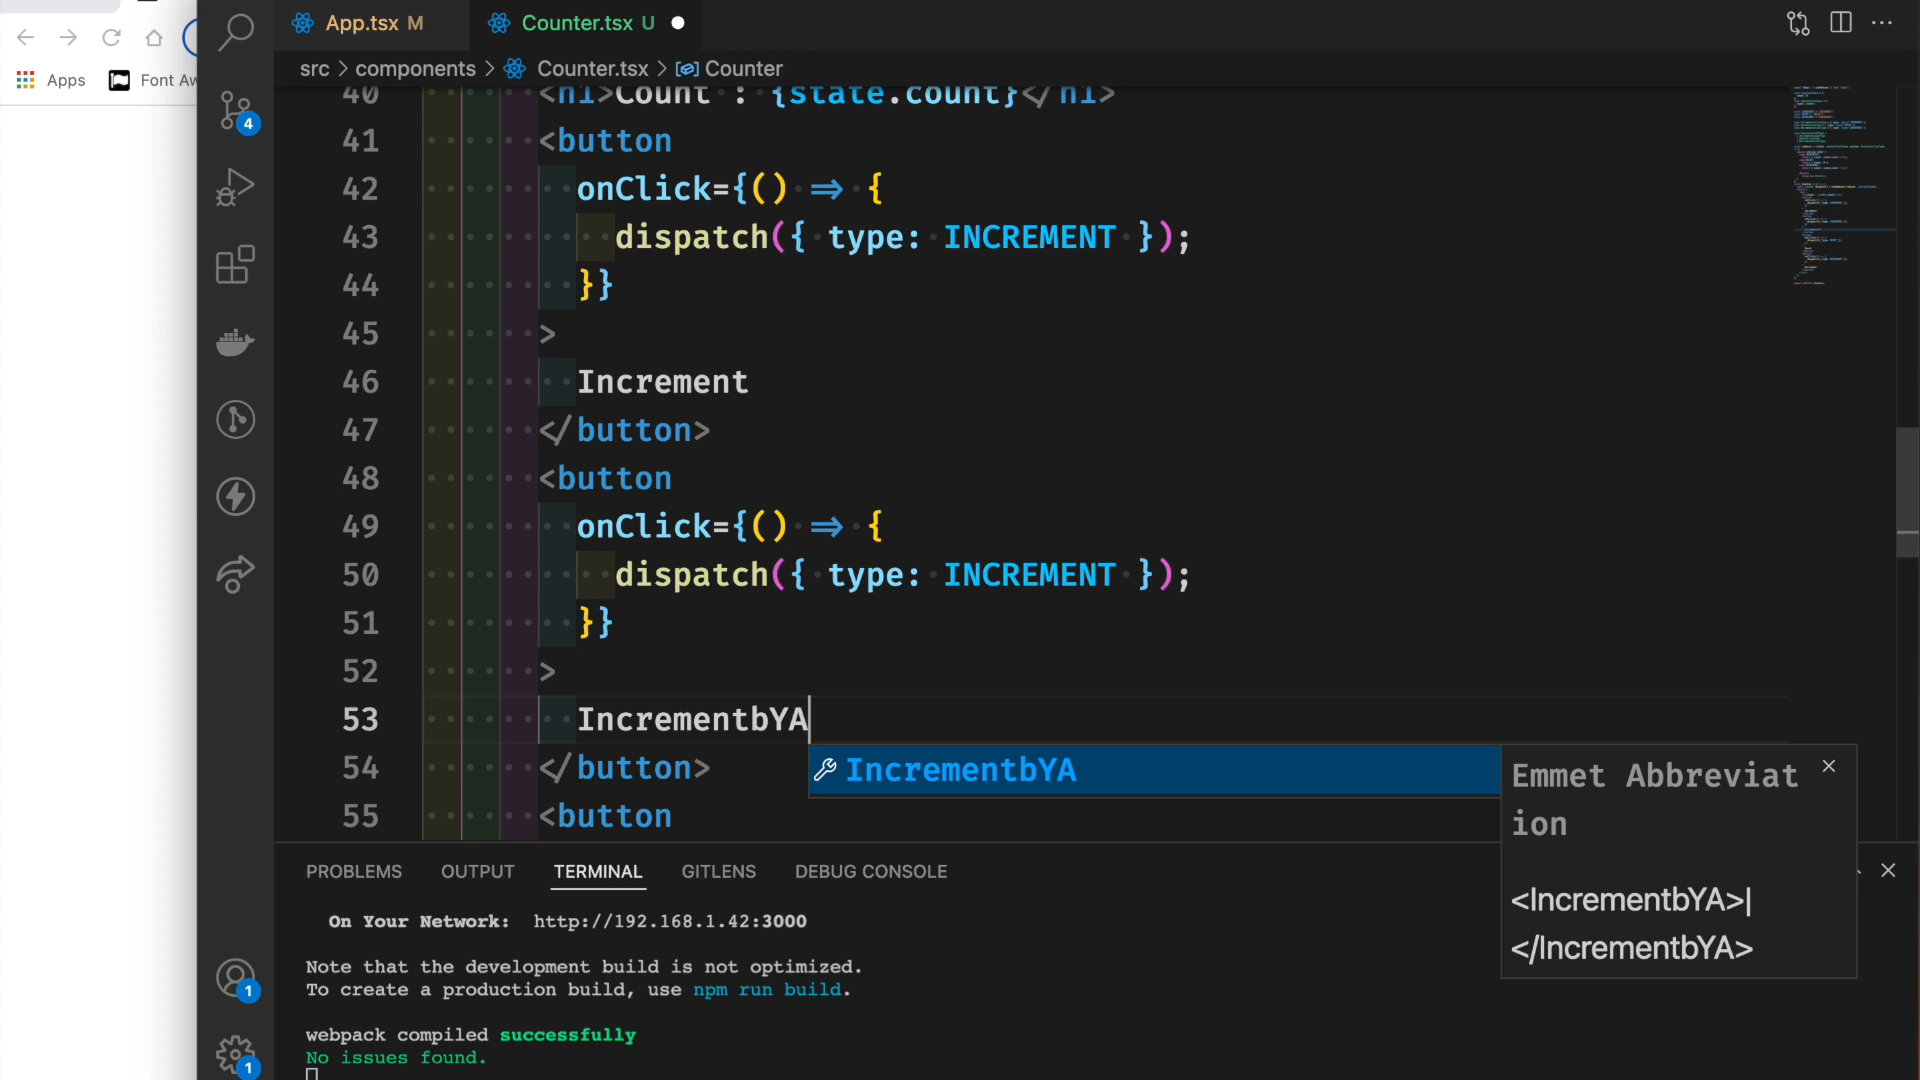 App.tsx M
Counter.tsx U
Apps
Font Aw
src > components > Counter.tsx > Counter
4
40 <h1>Count : {state.count}</h1>
41 <button
42 onClick={() => {
43 dispatch({ type: INCREMENT });
44 }}
45 >
46 Increment
47 </button>
48 <button
49 onClick={() => {
50 dispatch({ type: INCREMENT });
51 }}
52 >
53 IncrementbYA
54 </button>
55 <button
IncrementbYA
Emmet Abbreviat
ion
<IncrementbYA>|
</IncrementbYA>
PROBLEMS OUTPUT TERMINAL GITLENS DEBUG CONSOLE
On Your Network: http://192.168.1.42:3000
Note that the development build is not optimized.
To create a production build, use npm run build.
webpack compiled successfully
No issues found.
1
1